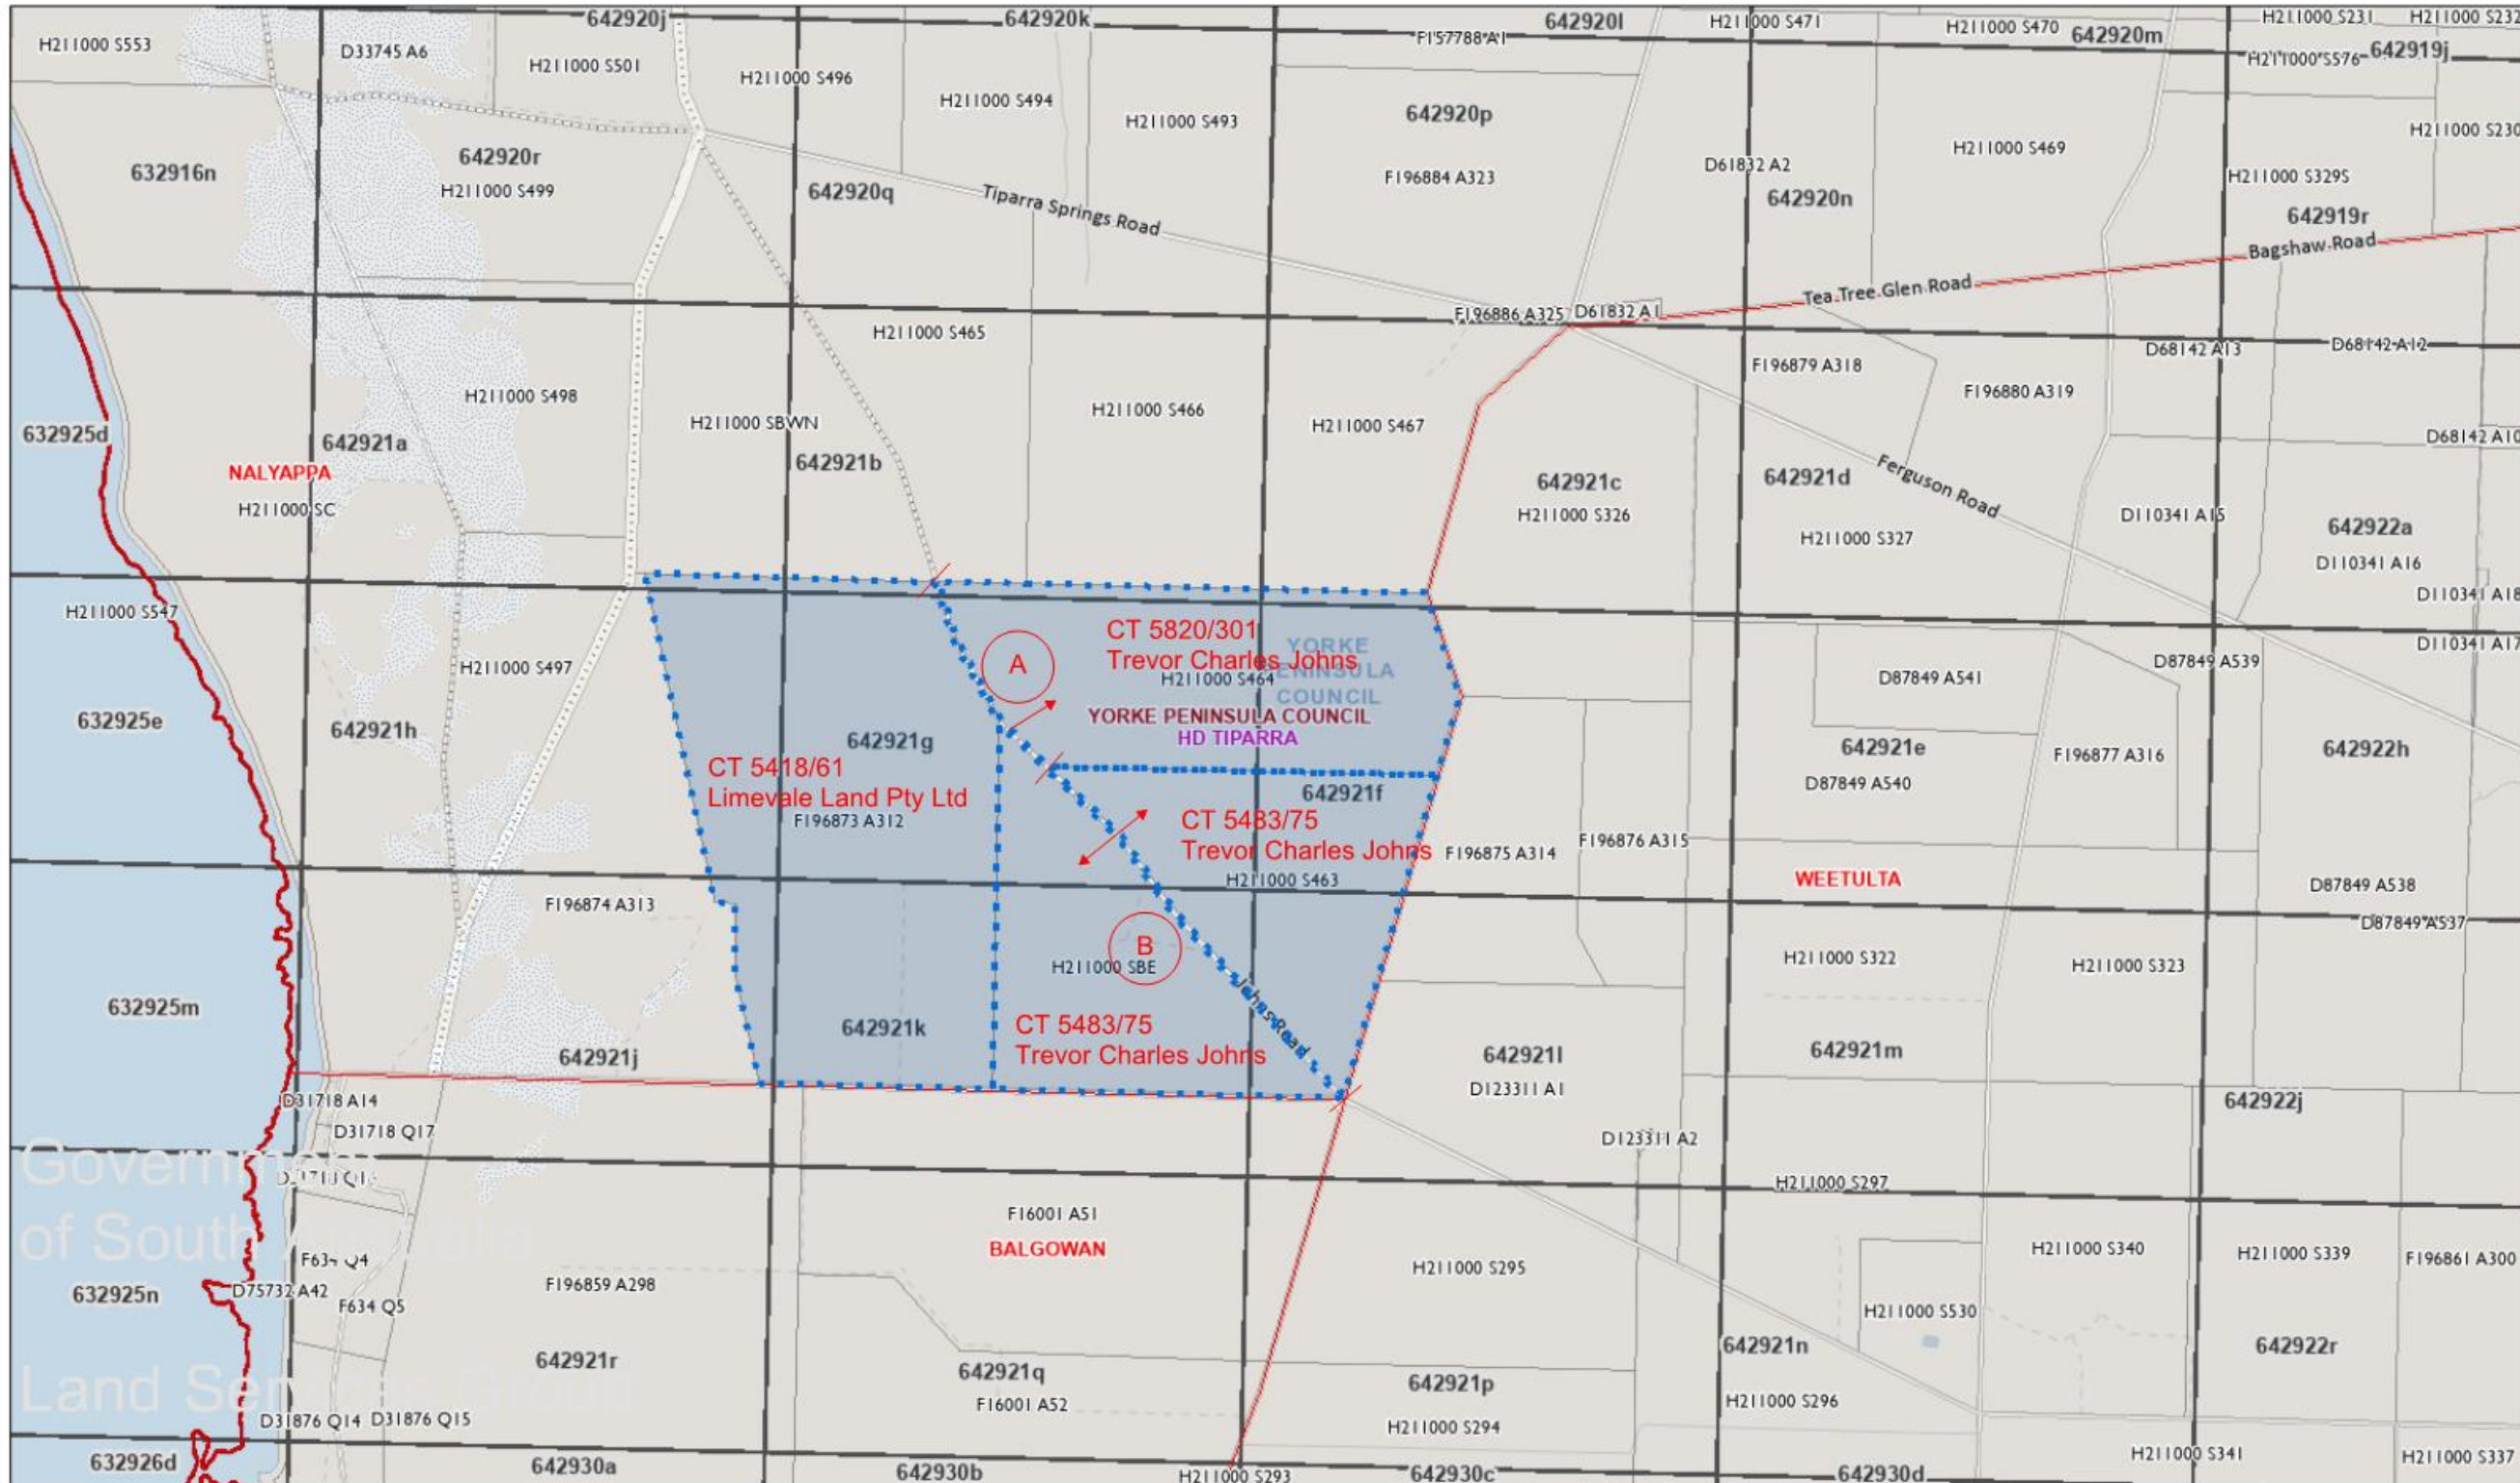 642920j
642920k
642920l
H211000 S471
H211000 S470
642920m
H211000 S231
H211000 S232
H211000 S553
D33745 A6
F157788 A1
642919j
H211000 S576
H211000 S501
H211000 S496
H211000 S494
H211000 S493
642920p
H211000 S230
H211000 S469
632916n
642920r
H211000 S499
642920q
Tiparra Springs Road
F196884 A323
D61832 A2
642920n
H211000 S329S
642919r
Bagshaw Road
Tea Tree Glen Road
F196886 A325
D61832 A1
H211000 S465
D68142 A13
D68142 A12
F196879 A318
F196880 A319
H211000 S498
H211000 SBWN
H211000 S466
H211000 S467
632925d
642921a
642921b
D68142 A10
NALYAPPA
H211000 SC
642921c
H211000 S326
642921d
Ferguson Road
H211000 S327
D110341 A15
642922a
D110341 A16
D110341 A18
H211000 S547
D110341 A17
H211000 S497
A
CT 5820/301
Trevor Charles Johns
YORKE
PENINSULA
COUNCIL
H211000 S464
YORKE PENINSULA COUNCIL
HD TIPARRA
D87849 A541
D87849 A539
632925e
642921h
642921g
642921e
D87849 A540
F196877 A316
642922h
CT 5418/61
Limevale Land Pty Ltd
F196873 A312
642921f
CT 5483/75
Trevor Charles Johns
H211000 S463
F196875 A314
F196876 A315
WEETULTA
D87849 A538
F196874 A313
D87849 A537
B
H211000 SBE
Johns Road
H211000 S322
H211000 S323
632925m
642921j
642921k
CT 5483/75
Trevor Charles Johns
642921l
D123311 A1
642921m
642922j
D31718 A14
D31718 Q17
D123311 A2
Government
of South Australia
H211000 S297
F16001 A51
BALGOWAN
F634 Q4
H211000 S340
H211000 S339
F196861 A300
632925n
D75732 A42
F634 Q5
F196859 A298
H211000 S295
H211000 S530
642921r
642921q
F16001 A52
642921p
642921n
642922r
Land Services Group
D31876 Q14
D31876 Q15
H211000 S294
H211000 S296
632926d
642930a
642930b
H211000 S293
642930c
642930d
H211000 S341
H211000 S337